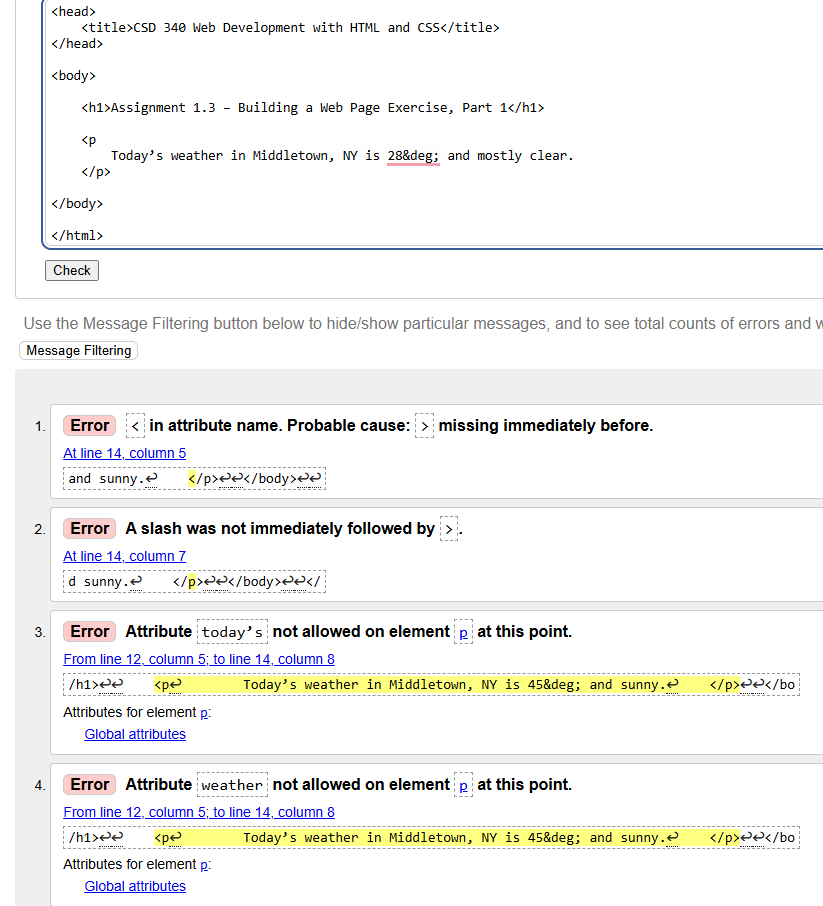 <head>
    <title>CSD 340 Web Development with HTML and CSS</title>
</head>
<body>
    <h1>Assignment 1.3 – Building a Web Page Exercise, Part 1</h1>
    <p
        Today’s weather in Middletown, NY is 28&deg; and mostly clear.
    </p>
</body>
</html>
Check
Use the Message Filtering button below to hide/show particular messages, and to see total counts of errors and
Message Filtering
1. Error < in attribute name. Probable cause: > missing immediately before.
At line 14, column 5
and sunny.↩    </p>↩↩</body>↩↩
2. Error A slash was not immediately followed by >.
At line 14, column 7
d sunny.↩    </p>↩↩</body>↩↩</
3. Error Attribute today’s not allowed on element p at this point.
From line 12, column 5; to line 14, column 8
/h1>↩↩    <p↩        Today’s weather in Middletown, NY is 45&deg; and sunny.↩    </p>↩↩</bo
Attributes for element p:
Global attributes
4. Error Attribute weather not allowed on element p at this point.
From line 12, column 5; to line 14, column 8
/h1>↩↩    <p↩        Today’s weather in Middletown, NY is 45&deg; and sunny.↩    </p>↩↩</bo
Attributes for element p:
Global attributes